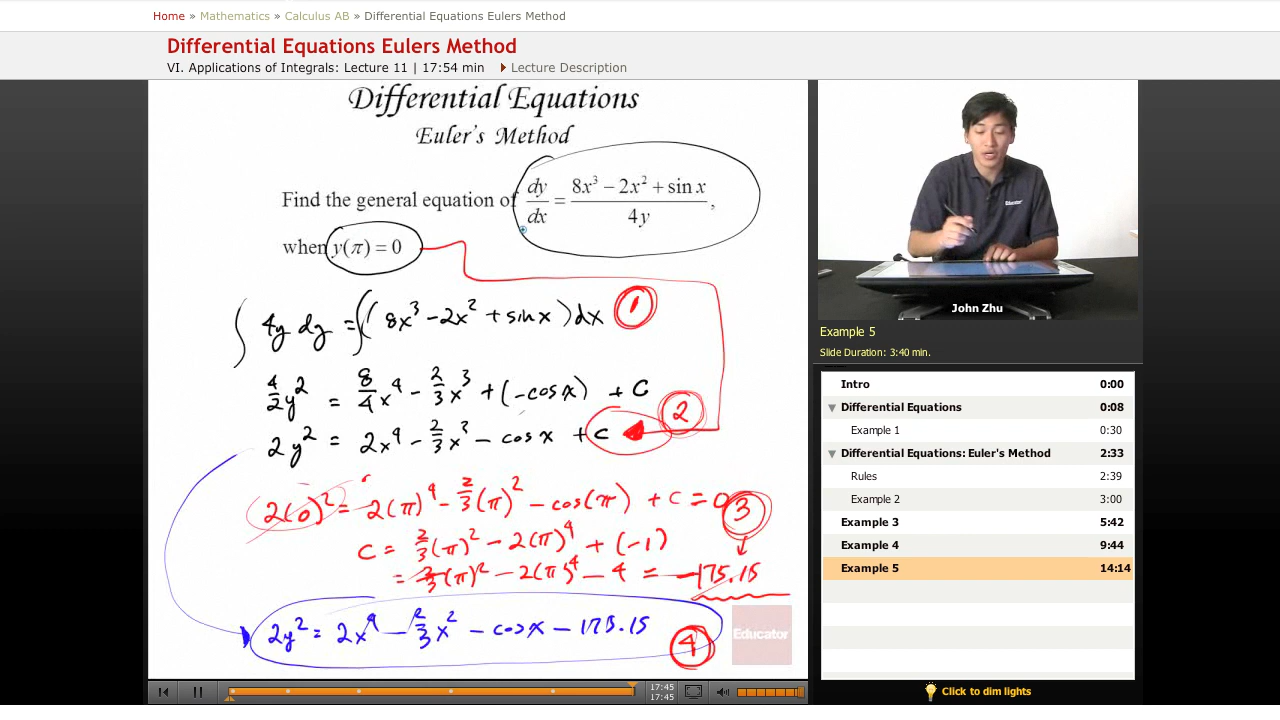 Home » Mathematics » Calculus AB » Differential Equations Eulers Method
Differential Equations Eulers Method
VI. Applications of Integrals: Lecture 11 | 17:54 min Lecture Description
Differential Equations
Euler's Method
Find the general equation of dy/dx = (8x³ − 2x² + sin x)/4y,
when y(π) = 0
∫ 4y dy = ∫( 8x³ − 2x² + sin x ) dx 1
4/2 y² = 8/4 x⁴ − 2/3 x³ + (−cos x) + C
2y² = 2x⁴ − 2/3 x³ − cos x + C 2
2(0)² = 2(π)⁴ − 2/3 (π)² − cos(π) + C = 0 3
C = 2/3 (π)² − 2(π)⁴ + (−1)
= 2/3 (π)² − 2(π)⁴ − 1 = −175.15
2y² = 2x⁴ − 2/3 x² − cos x − 175.15 4
Educator
17:45
17:45
Educator
John Zhu
Example 5
Slide Duration: 3:40 min.
Intro 0:00
Differential Equations 0:08
Example 1 0:30
Differential Equations: Euler's Method 2:33
Rules 2:39
Example 2 3:00
Example 3 5:42
Example 4 9:44
Example 5 14:14
Click to dim lights